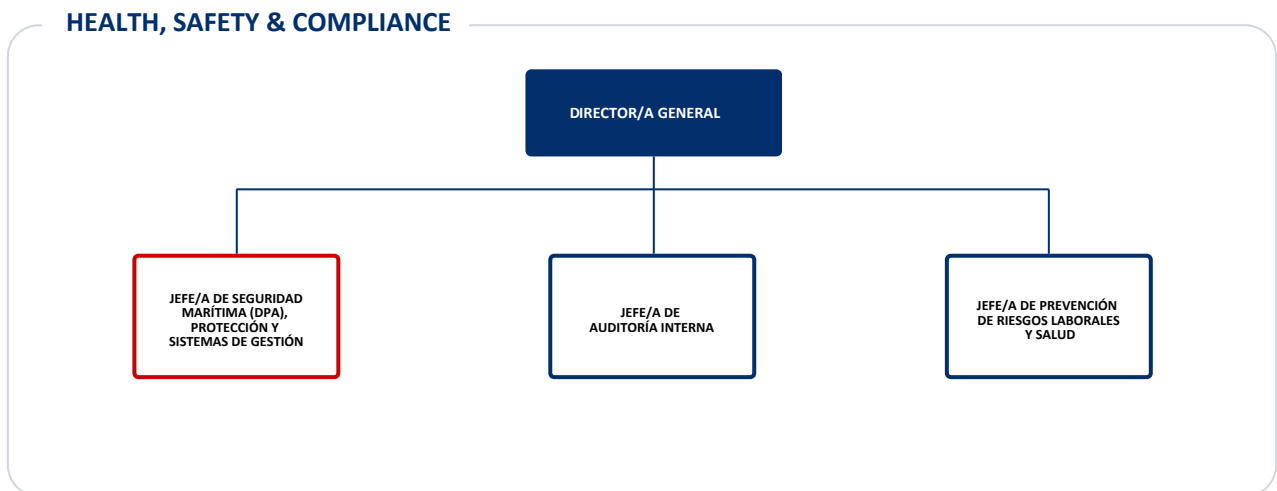 HEALTH, SAFETY & COMPLIANCE
DIRECTOR/A GENERAL
JEFE/A DE SEGURIDAD
MARÍTIMA (DPA),
PROTECCIÓN Y
SISTEMAS DE GESTIÓN
JEFE/A DE
AUDITORÍA INTERNA
JEFE/A DE PREVENCIÓN
DE RIESGOS LABORALES
Y SALUD